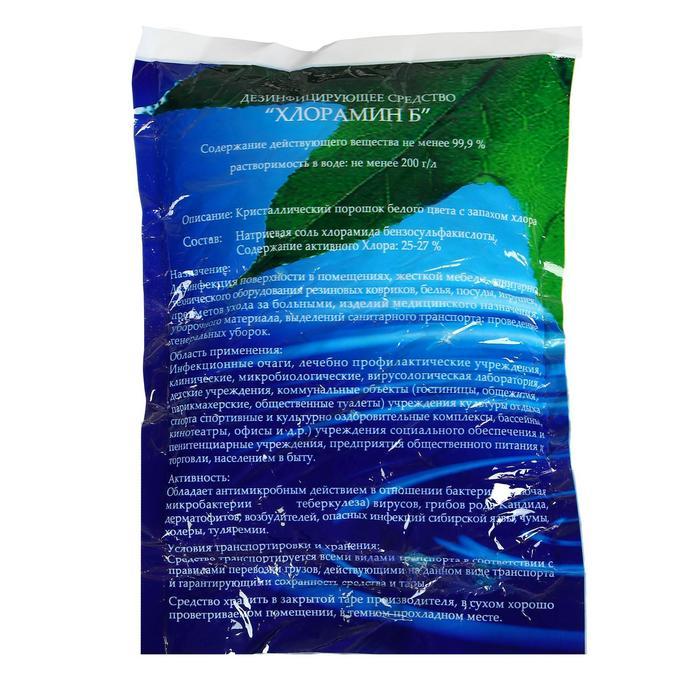 ДЕЗИНФИЦИРУЮЩЕЕ СРЕДСТВО
"ХЛОРАМИН Б"
Содержание действующего вещества не менее 99,9 %
растворимость в воде: не менее 200 г/л
Описание: Кристаллический порошок белого цвета с запахом хлора
Состав: Натриевая соль хлорамида бензосульфакислоты,
Содержание активного Хлора: 25-27 %
Назначение:
Дезинфекция поверхности в помещениях, жесткой мебели, санитарно
технического оборудования резиновых ковриков, белья, посуды, игрушек,
предметов ухода за больными, изделий медицинского назначения,
уборочного материала, выделений санитарного транспорта: проведение
генеральных уборок.
Область применения:
Инфекционные очаги, лечебно профилактические учреждения,
клинические, микробиологические, вирусологическая лаборатория,
детские учреждения, коммунальные объекты (гостиницы, общежития,
парикмахерские, общественные туалеты) учреждения культуры отдыха
спорта спортивные и культурно оздоровительные комплексы, бассейны
кинотеатры, офисы и д.р.) учреждения социального обеспечения и
пенитенциарные учреждения, предприятия общественного питания и
торговли, населением в быту.
Активность:
Обладает антимикробным действием в отношении бактерий включая
микробактерии теберкулеза) вирусов, грибов рода Кандида,
дерматофитов, возбудителей, опасных инфекций сибирской язвы, чумы,
холеры, туляремии.
Условия транспортировки и хранения:
Средство транспортируется всеми видами транспорта в соответствии с
правилами перевозки грузов, действующими на данном виде транспорта
и гарантирующими сохранность средства и тары.
Средство хранить в закрытой таре производителя, в сухом хорошо
проветриваемом помещении, в темном прохладном месте.